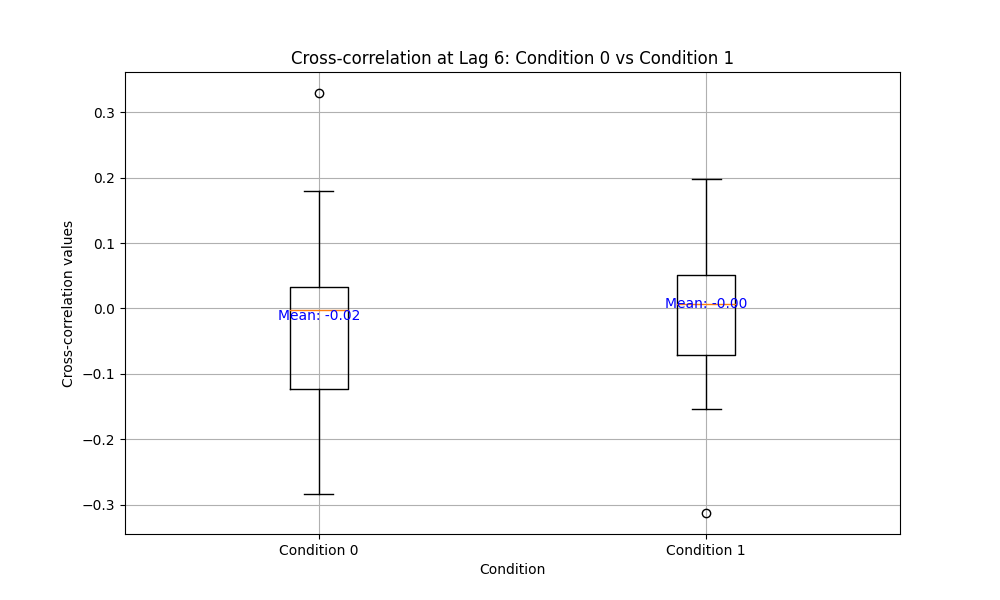 Cross-correlation at Lag 6: Condition 0 vs Condition 1
Cross-correlation values
0.3
0.2
0.1
0.0
−0.1
−0.2
−0.3
Mean: -0.02
Mean: -0.00
Condition 0
Condition 1
Condition